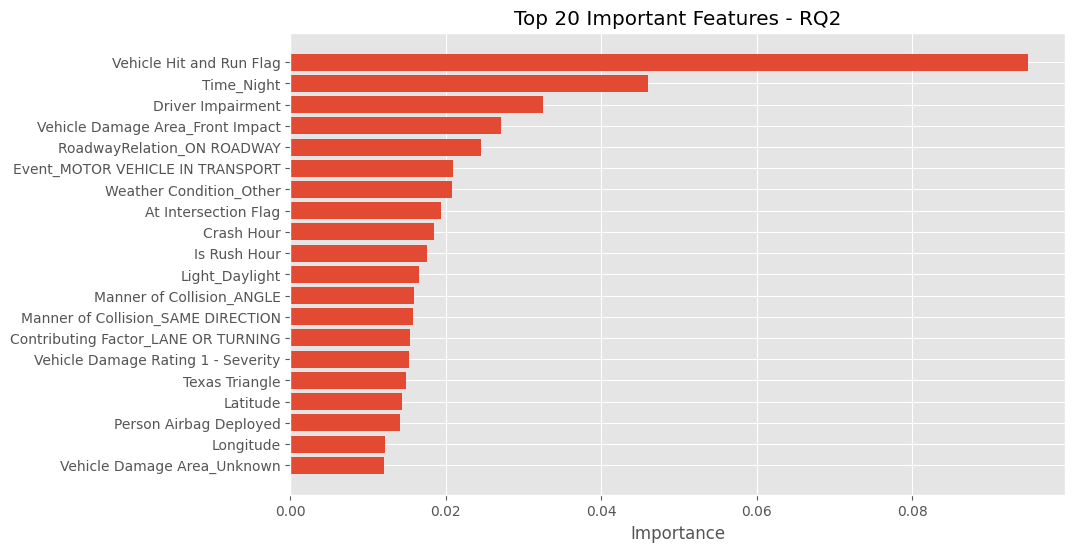 Top 20 Important Features - RQ2
Vehicle Hit and Run Flag
Time_Night
Driver Impairment
Vehicle Damage Area_Front Impact
RoadwayRelation_ON ROADWAY
Event_MOTOR VEHICLE IN TRANSPORT
Weather Condition_Other
At Intersection Flag
Crash Hour
Is Rush Hour
Light_Daylight
Manner of Collision_ANGLE
Manner of Collision_SAME DIRECTION
Contributing Factor_LANE OR TURNING
Vehicle Damage Rating 1 - Severity
Texas Triangle
Latitude
Person Airbag Deployed
Longitude
Vehicle Damage Area_Unknown
0.00 0.02 0.04 0.06 0.08
Importance